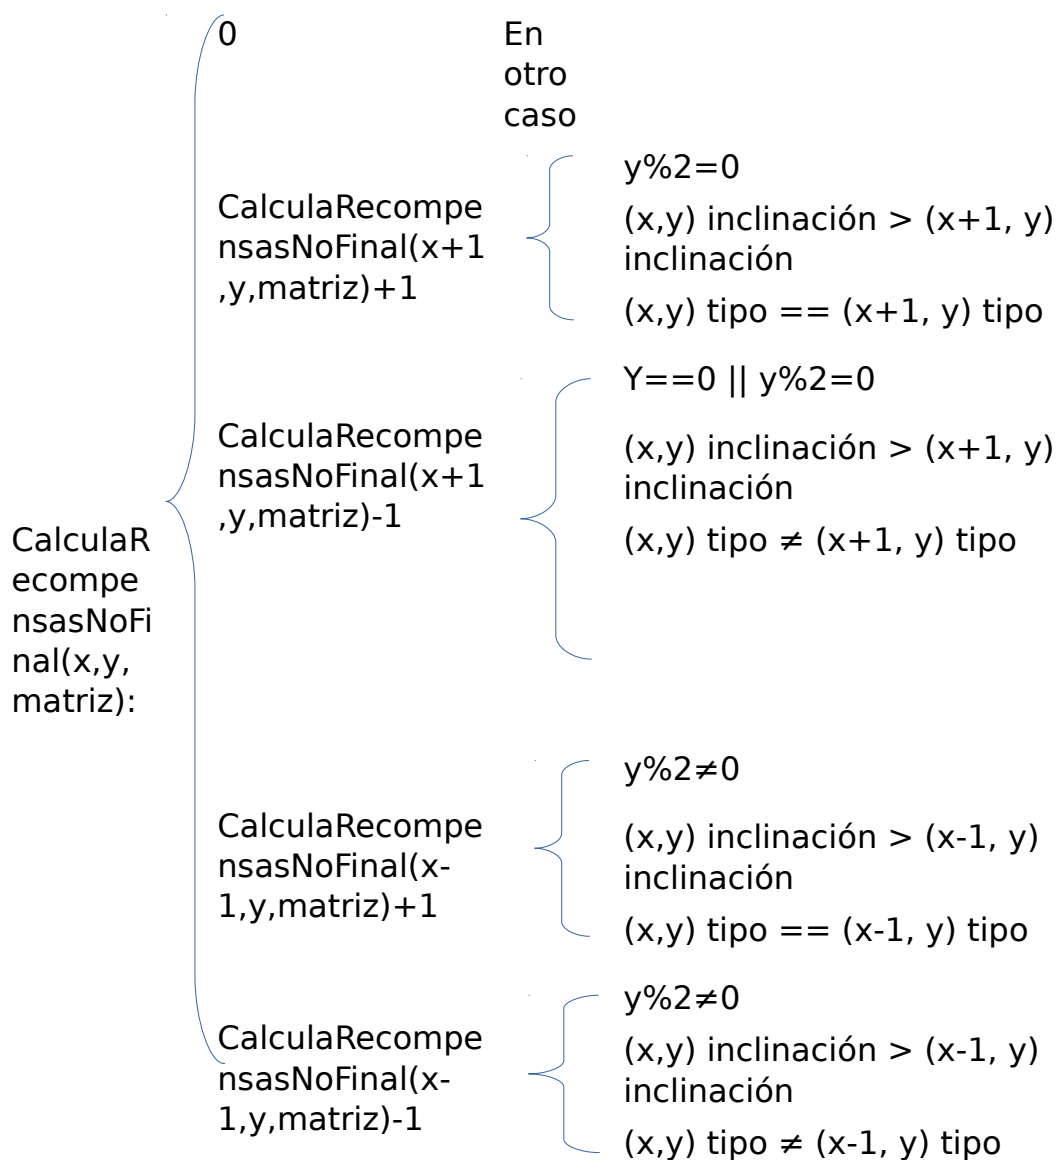 CalculaR
ecompe
nsasNoFi
nal(x,y,
matriz):
0
En
otro
caso
CalculaRecompe
nsasNoFinal(x+1
,y,matriz)+1
y%2=0
(x,y) inclinación > (x+1, y)
inclinación
(x,y) tipo == (x+1, y) tipo
CalculaRecompe
nsasNoFinal(x+1
,y,matriz)-1
Y==0 || y%2=0
(x,y) inclinación > (x+1, y)
inclinación
(x,y) tipo ≠ (x+1, y) tipo
CalculaRecompe
nsasNoFinal(x-
1,y,matriz)+1
y%2≠0
(x,y) inclinación > (x-1, y)
inclinación
(x,y) tipo == (x-1, y) tipo
CalculaRecompe
nsasNoFinal(x-
1,y,matriz)-1
y%2≠0
(x,y) inclinación > (x-1, y)
inclinación
(x,y) tipo ≠ (x-1, y) tipo